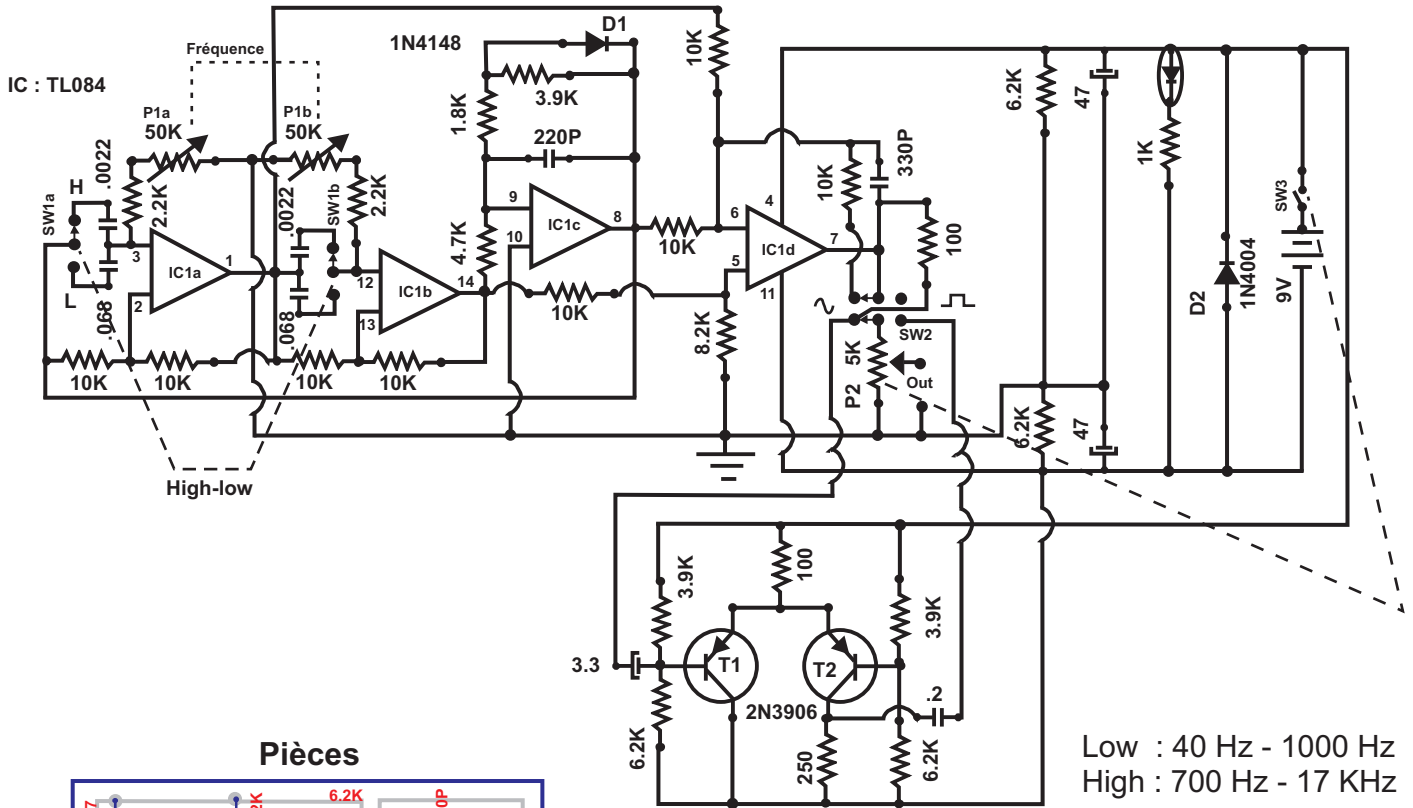 D1
1N4148
Fréquence
10K
IC : TL084
3.9K
6.2K
47
P1a
50K
P1b
50K
1.8K
220P
330P
1K
SW1a
H
.0022
2.2K
.0022
SW1b
2.2K
10K
4
SW3
9
4.7K
10
IC1c
8
10K
6
IC1d
7
100
5
11
3
IC1a
1
12
IC1b
14
2
13
L
.068
.068
10K
D2
1N4004
9V
8.2K
SW2
5K
P2
Out
10K
10K
10K
10K
6.2K
47
High-low
3.9K
100
3.9K
3.3
T1
T2
2N3906
.2
6.2K
250
6.2K
Low : 40 Hz - 1000 Hz
High : 700 Hz - 17 KHz
Pièces
6.2K